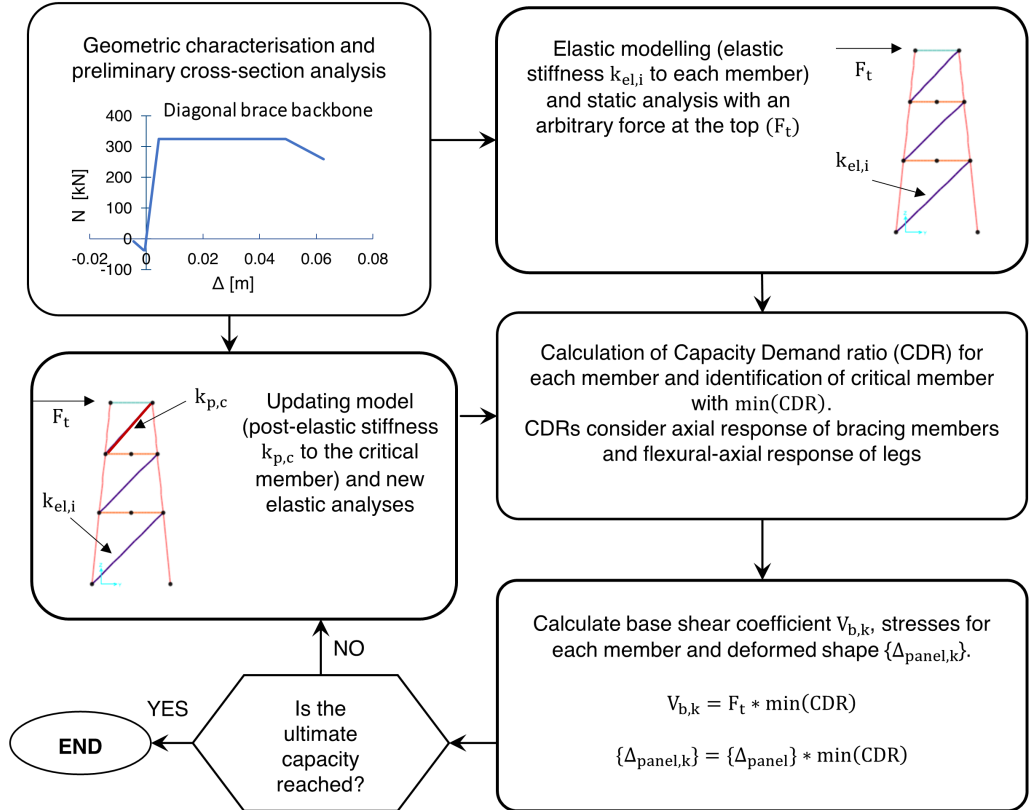 Geometric characterisation and
preliminary cross-section analysis
Diagonal brace backbone
400
300
200
100
0
-100
N [kN]
-0.02
0
0.02
0.04
0.06
0.08
Δ [m]
Elastic modelling (elastic
stiffness k_el,i to each member)
and static analysis with an
arbitrary force at the top (F_t)
F_t
k_el,i
Calculation of Capacity Demand ratio (CDR) for
each member and identification of critical member
with min(CDR).
CDRs consider axial response of bracing members
and flexural-axial response of legs
F_t
k_p,c
k_el,i
Updating model
(post-elastic stiffness
k_p,c to the critical
member) and new
elastic analyses
Calculate base shear coefficient V_b,k, stresses for
each member and deformed shape {Δ_panel,k}.
V_b,k = F_t * min(CDR)
{Δ_panel,k} = {Δ_panel} * min(CDR)
NO
Is the
ultimate
capacity
reached?
YES
END